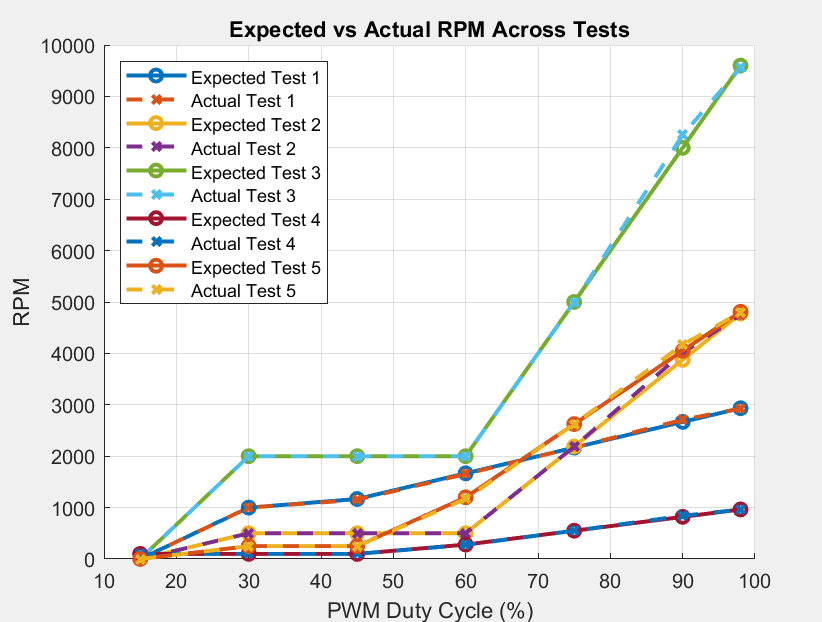 Expected vs Actual RPM Across Tests
10000
9000
8000
7000
6000
5000
4000
3000
2000
1000
0
RPM
Expected Test 1
Actual Test 1
Expected Test 2
Actual Test 2
Expected Test 3
Actual Test 3
Expected Test 4
Actual Test 4
Expected Test 5
Actual Test 5
10 20 30 40 50 60 70 80 90 100
PWM Duty Cycle (%)